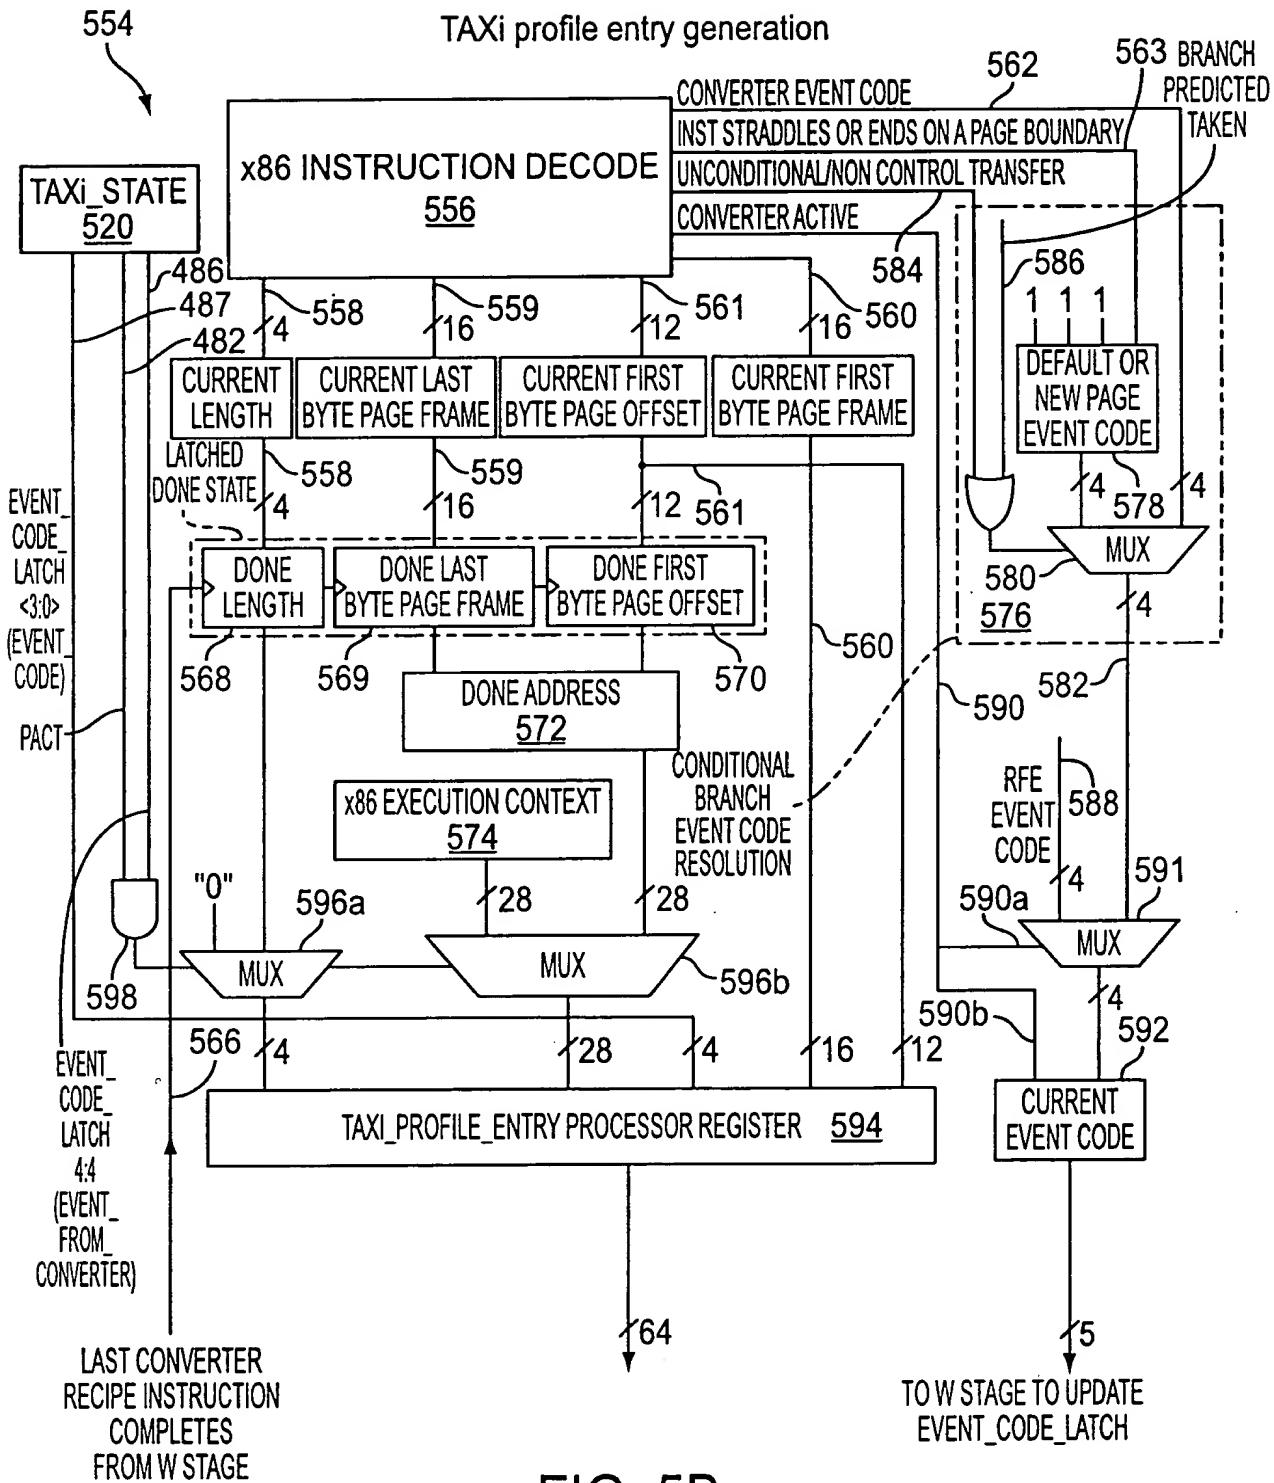 554
TAXi profile entry generation
562
563
BRANCH
PREDICTED
TAKEN
CONVERTER EVENT CODE
INST STRADDLES OR ENDS ON A PAGE BOUNDARY
UNCONDITIONAL/NON CONTROL TRANSFER
CONVERTER ACTIVE
x86 INSTRUCTION DECODE
556
TAXi_STATE
520
584
586
486
487
482
558
559
561
560
4
16
12
16
1
1
1
DEFAULT OR
NEW PAGE
EVENT CODE
578
4
4
MUX
580
576
4
582
CURRENT
LENGTH
CURRENT LAST
BYTE PAGE FRAME
CURRENT FIRST
BYTE PAGE OFFSET
CURRENT FIRST
BYTE PAGE FRAME
LATCHED
DONE STATE
558
559
561
4
16
12
EVENT_
CODE_
LATCH
<3:0>
(EVENT_
CODE)
PACT
DONE
LENGTH
DONE LAST
BYTE PAGE FRAME
DONE FIRST
BYTE PAGE OFFSET
568
569
570
560
590
DONE ADDRESS
572
x86 EXECUTION CONTEXT
574
CONDITIONAL
BRANCH
EVENT CODE
RESOLUTION
RFE
EVENT
CODE
588
4
591
590a
MUX
"0"
596a
28
28
MUX
MUX
596b
598
4
590b
592
566
4
28
4
16
12
EVENT_
CODE_
LATCH
4:4
(EVENT_
FROM_
CONVERTER)
TAXI_PROFILE_ENTRY PROCESSOR REGISTER 594
CURRENT
EVENT CODE
64
5
LAST CONVERTER
RECIPE INSTRUCTION
COMPLETES
FROM W STAGE
TO W STAGE TO UPDATE
EVENT_CODE_LATCH